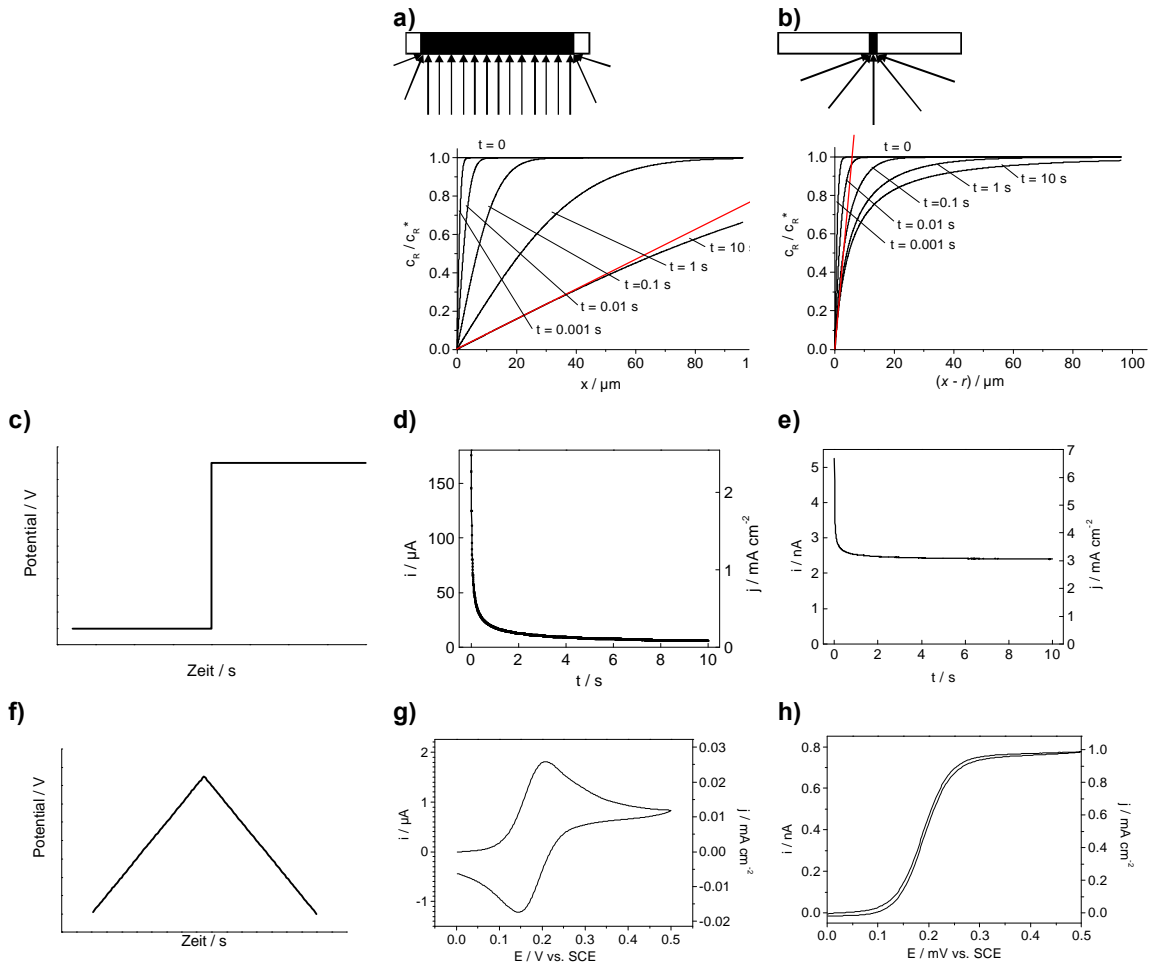 a)
b)
t = 0
1.0
0.8
0.6
0.4
0.2
0.0
c_R / c_R*
t = 10 s
t = 1 s
t =0.1 s
t = 0.01 s
t = 0.001 s
0 20 40 60 80
x / µm
t = 0
1.0
0.8
0.6
0.4
0.2
0.0
c_R / c_R*
t = 10 s
t = 1 s
t =0.1 s
t = 0.01 s
t = 0.001 s
0 20 40 60 80 100
(x - r) / µm
c)
Potential / V
Zeit / s
d)
150
100
50
0
i / µA
2
1
0
j / mA cm-2
0 2 4 6 8 10
t / s
e)
5
4
3
2
1
0
i / nA
7
6
5
4
3
2
1
0
j / mA cm-2
0 2 4 6 8 10
t / s
f)
Potential / V
Zeit / s
g)
2
1
0.00
-1
i / µA
0.03
0.02
0.01
0.00
-0.01
-0.02
j / mA cm-2
0.0 0.1 0.2 0.3 0.4 0.5
E / V vs. SCE
h)
0.8
0.6
0.4
0.2
0.0
i / nA
1.0
0.8
0.6
0.4
0.2
0.0
j / mA cm-2
0.0 0.1 0.2 0.3 0.4 0.5
E / mV vs. SCE